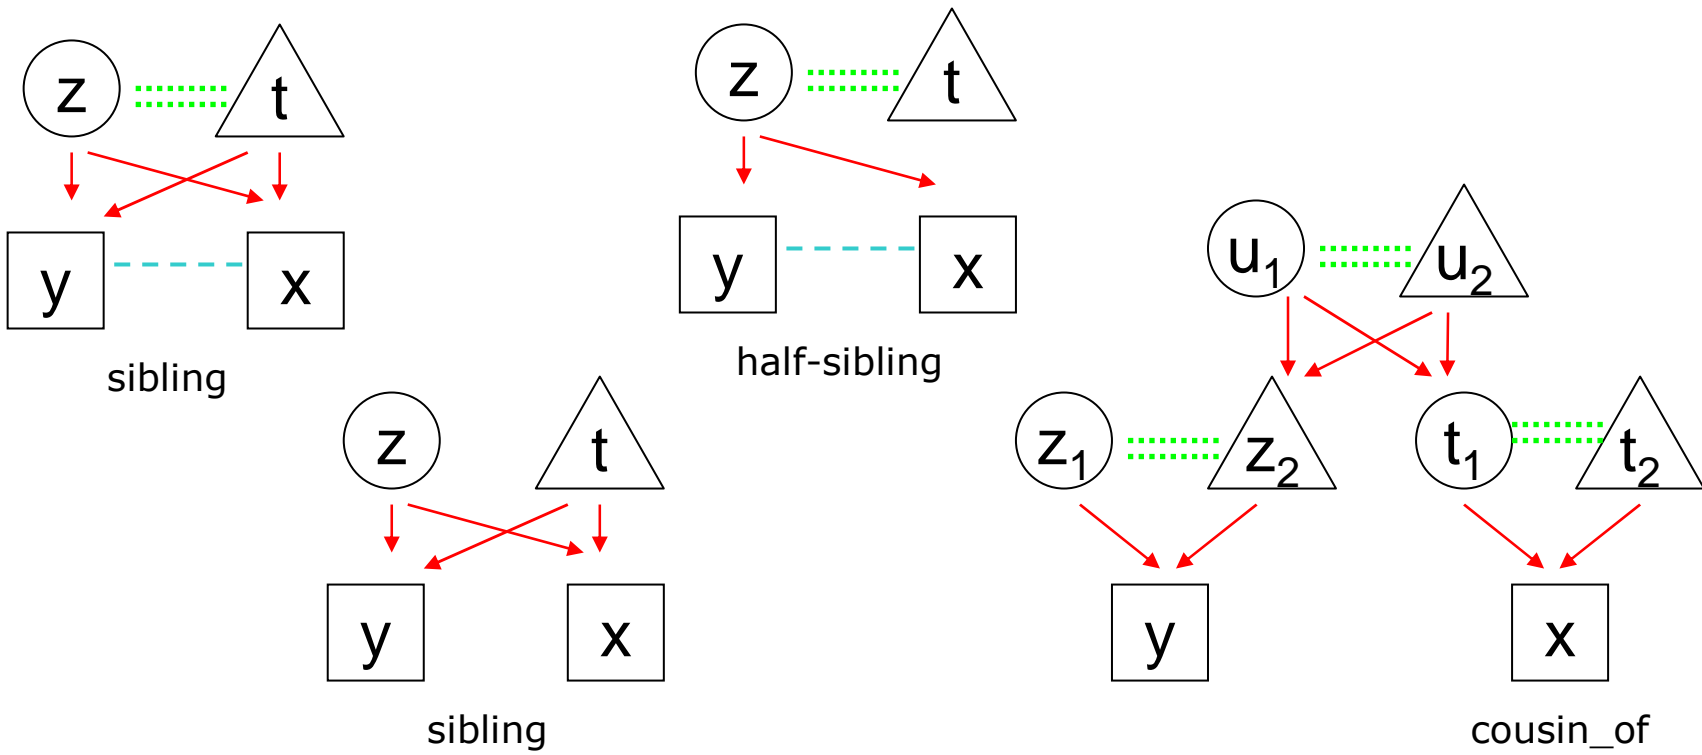 z t
y x
sibling
z t
y x
half-sibling
z t
y x
sibling
u₁ u₂
z₁ z₂ t₁ t₂
y x
cousin_of